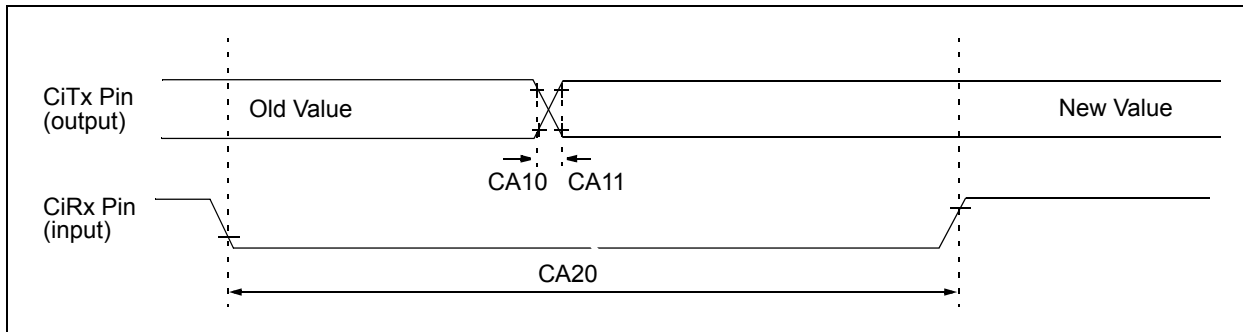 CiTx Pin
(output)
Old Value
New Value
CA10 CA11
CiRx Pin
(input)
CA20